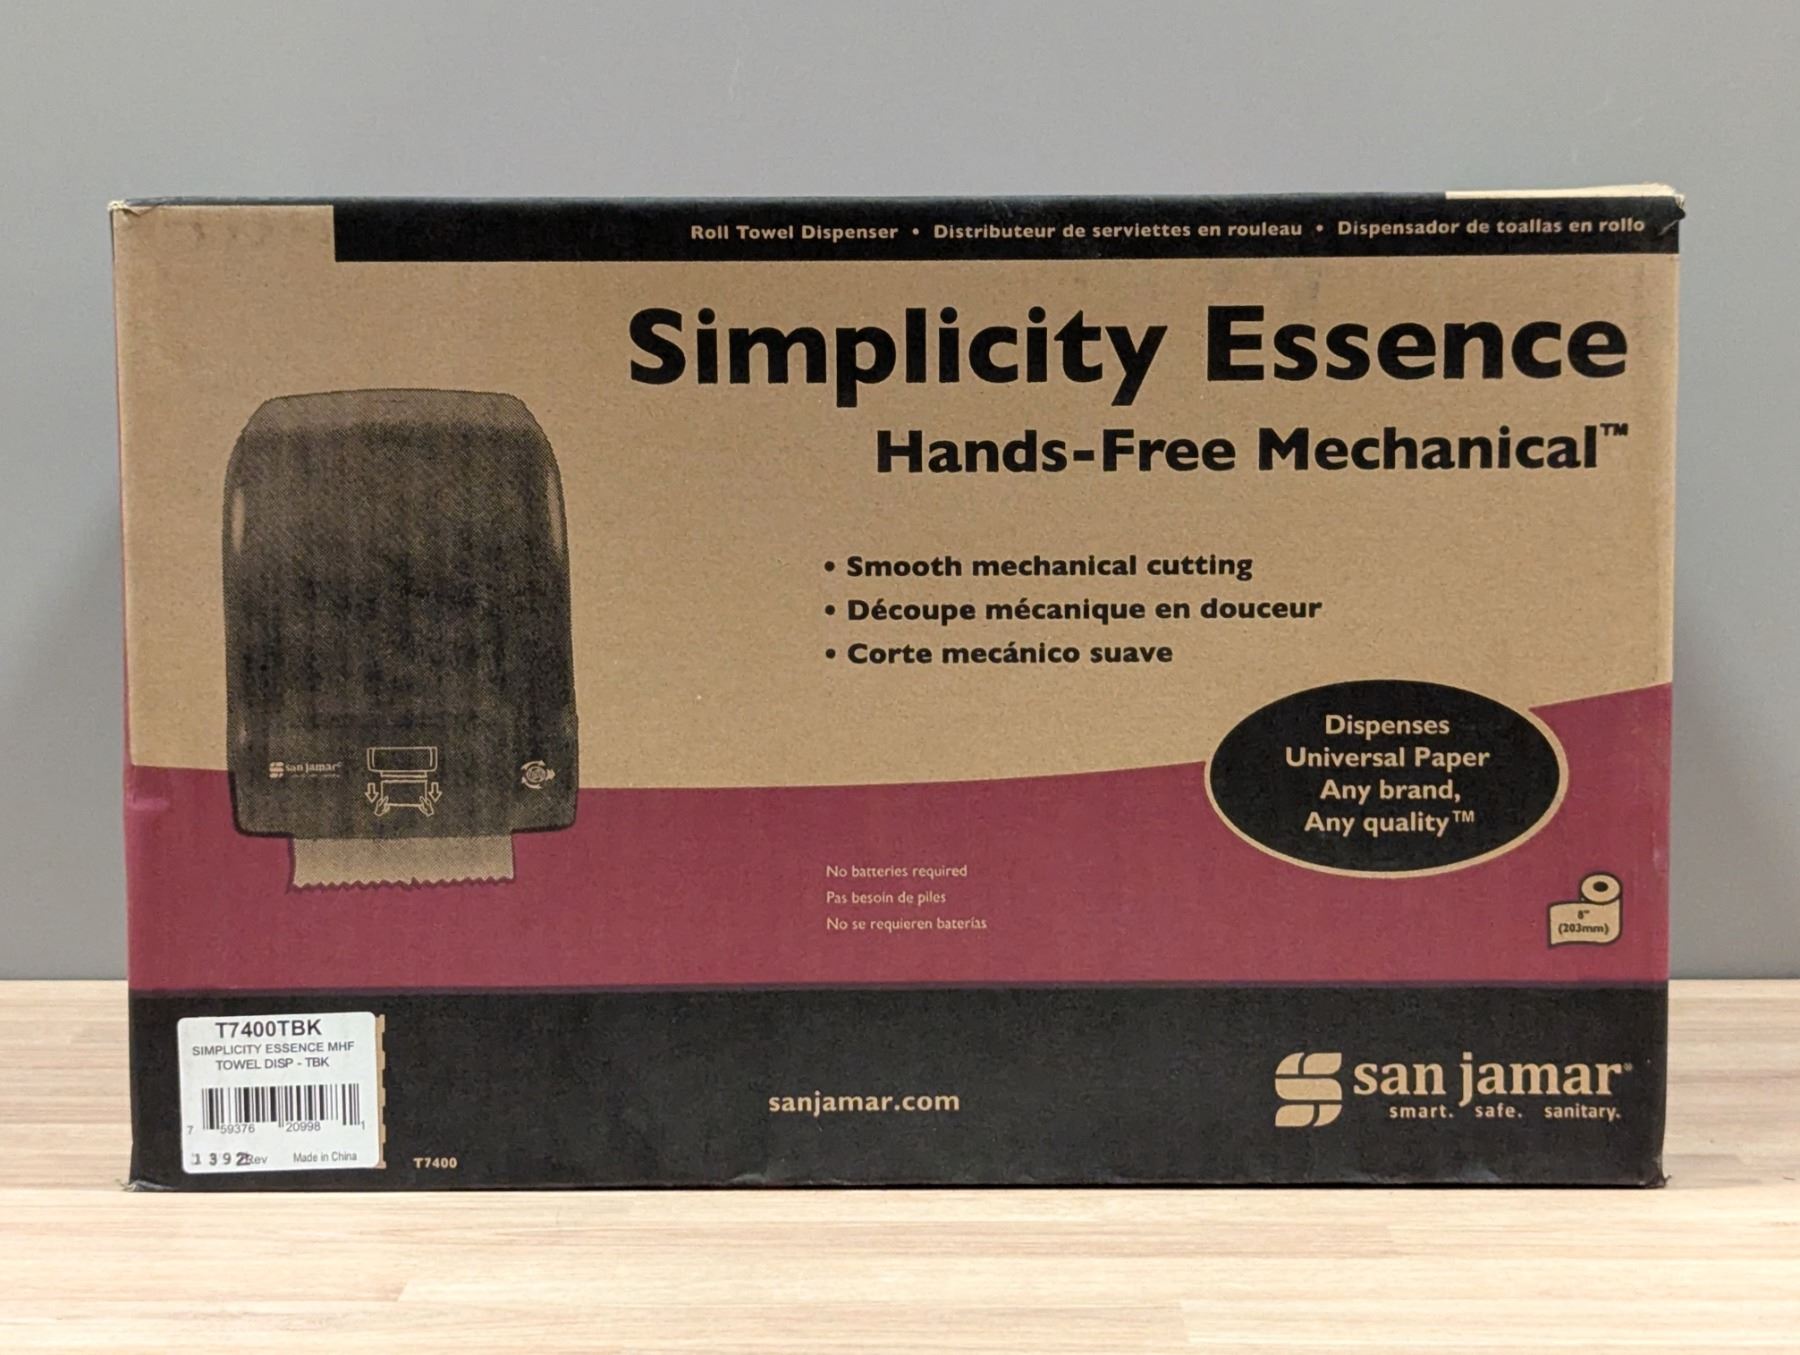 Roll Towel Dispenser • Distributeur de serviettes en rouleau • Dispensador de toallas en rollo
Simplicity Essence
Hands-Free Mechanical™
• Smooth mechanical cutting
• Découpe mécanique en douceur
• Corte mecánico suave
Dispenses
Universal Paper
Any brand,
Any quality™
san jamar
No batteries required
Pas besoin de piles
No se requieren baterías
8"
(203mm)
T7400TBK
SIMPLICITY ESSENCE MHF
TOWEL DISP - TBK
7 59376 20998 1
1392 Rev Made in China
T7400
sanjamar.com
san jamar®
smart. safe. sanitary.